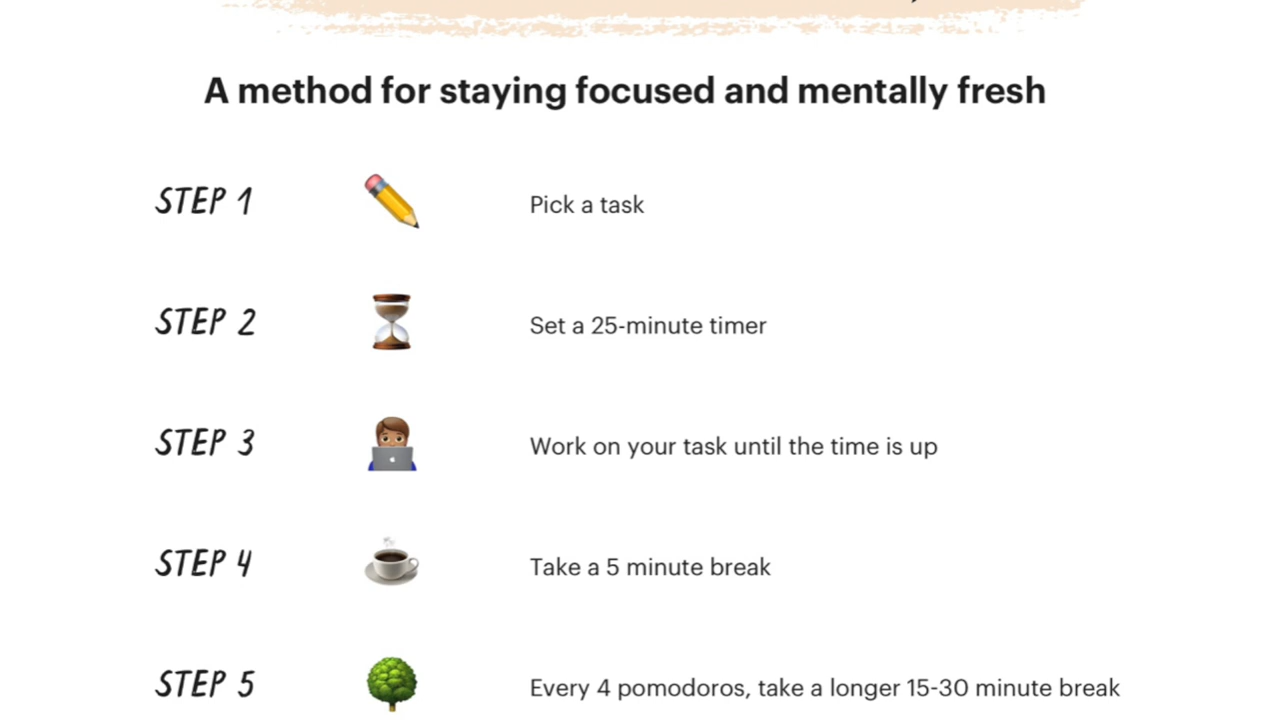 A method for staying focused and mentally fresh
STEP 1 Pick a task
STEP 2 Set a 25-minute timer
STEP 3 Work on your task until the time is up
STEP 4 Take a 5 minute break
STEP 5 Every 4 pomodoros, take a longer 15-30 minute break